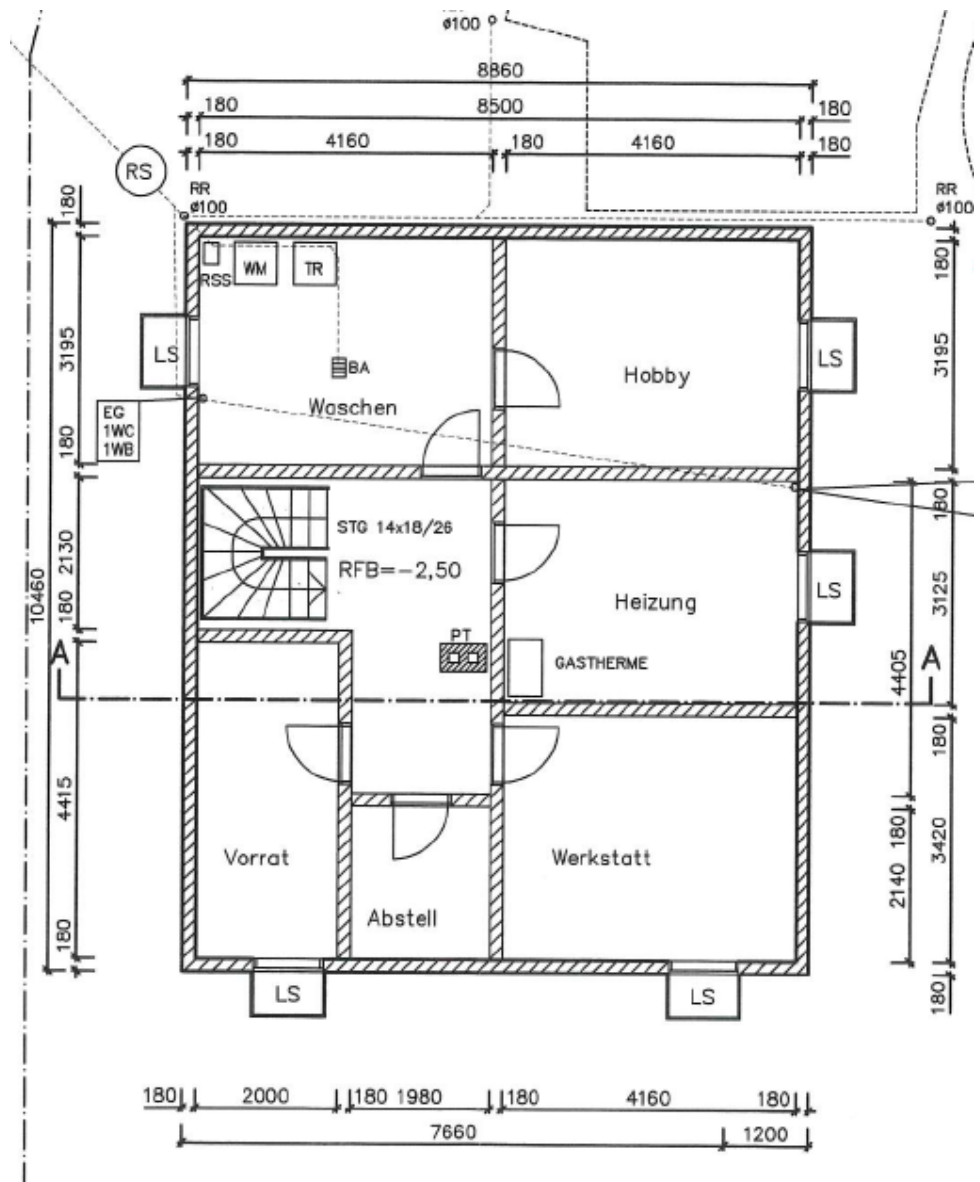 ø100
8860
180 8500 180
180 4160 180 4160 180
RS
RR
ø100
RR
ø100
180
3195
180
2130
180
4415
180
10460
180
3195
180
3125
4405
180
3420
180
2140
180
RSS
WM
TR
BA
LS
LS
Waschen
Hobby
EG
1WC
1WB
STG 14x18/26
RFB=-2,50
Heizung
LS
PT
GASTHERME
A
A
Vorrat
Werkstatt
Abstell
LS
LS
180 2000 180 1980 180 4160 180
7660 1200